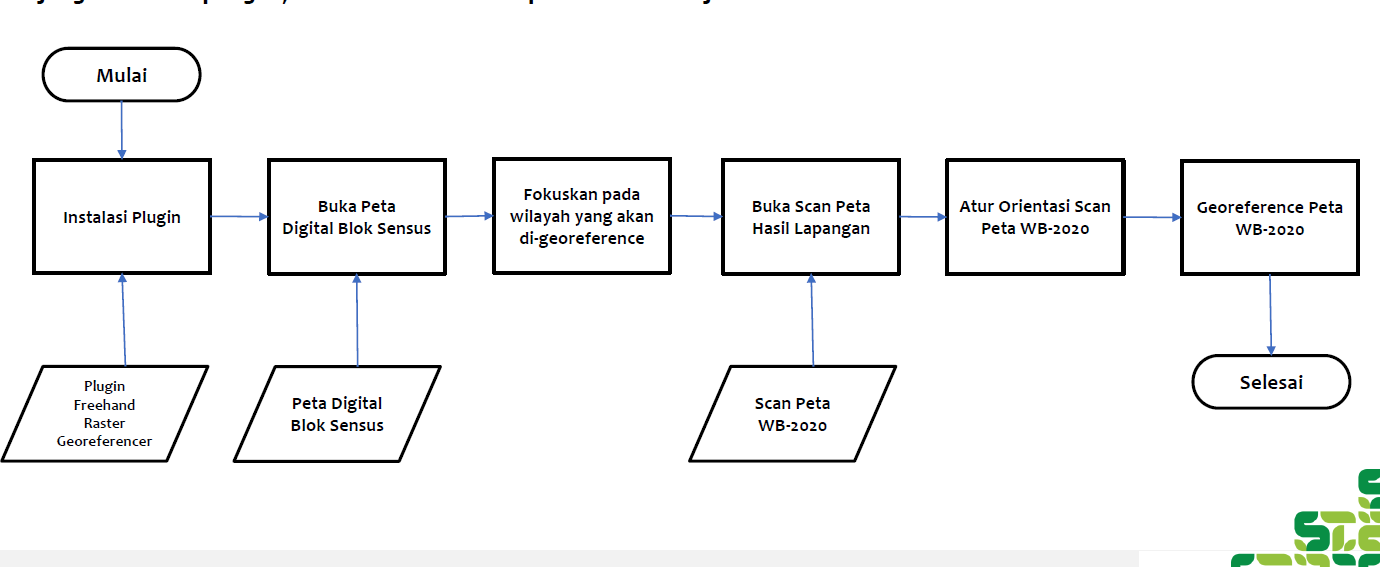 Mulai
Instalasi Plugin
Buka Peta
Digital Blok Sensus
Fokuskan pada
wilayah yang akan
di-georeference
Buka Scan Peta
Hasil Lapangan
Atur Orientasi Scan
Peta WB-2020
Georeference Peta
WB-2020
Plugin
Freehand
Raster
Georeferencer
Peta Digital
Blok Sensus
Scan Peta
WB-2020
Selesai